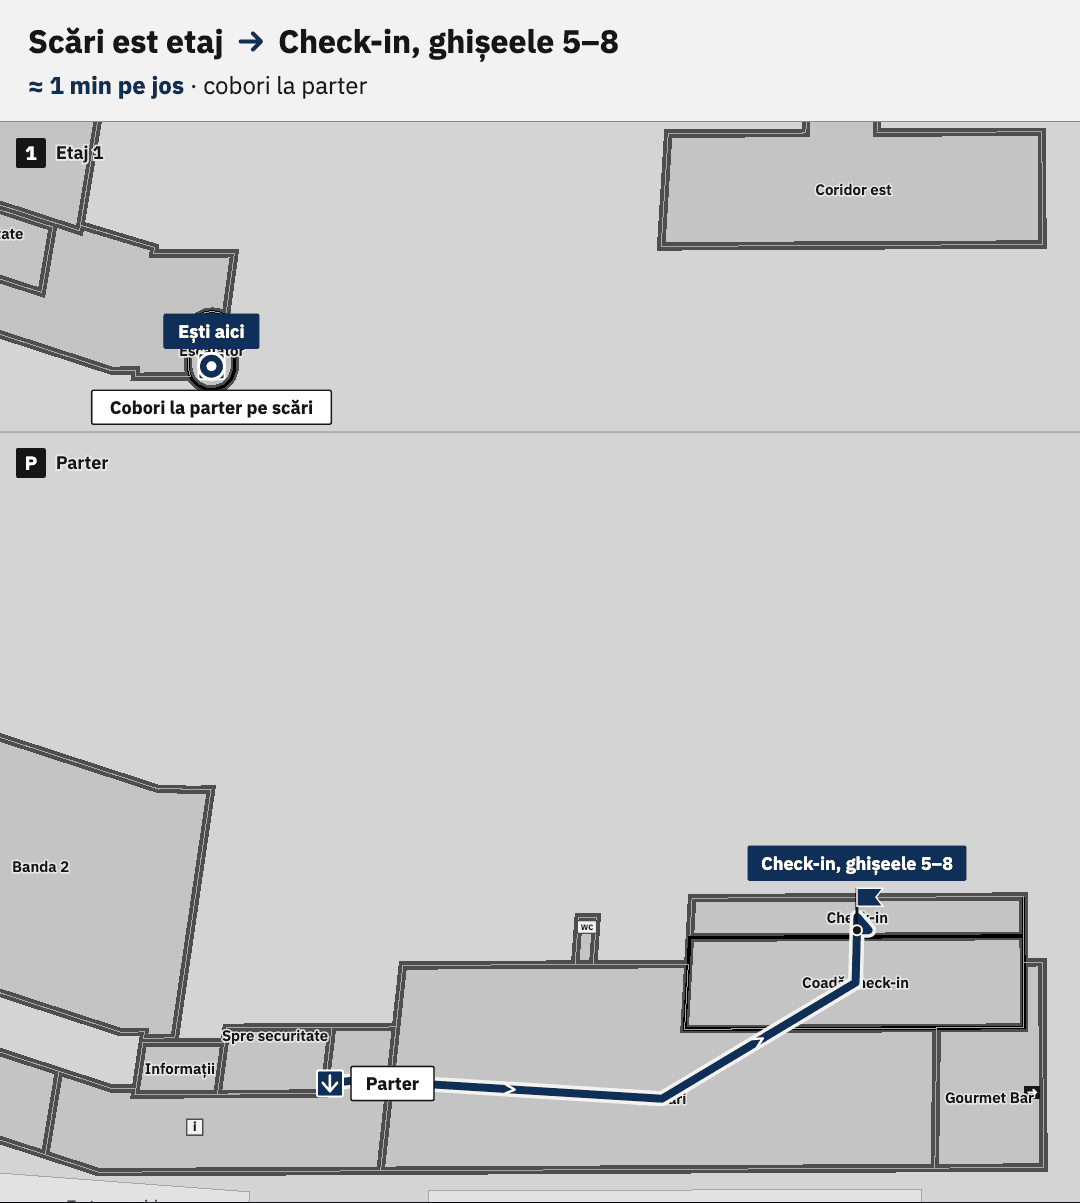 Scări est etaj → Check-in, ghișeele 5–8
≈ 1 min pe jos · cobori la parter
1 Etaj 1
Coridor est
Ești aici
Cobori la parter pe scări
P Parter
Banda 2
Check-in, ghișeele 5–8
WC
Spre securitate
Informații
Parter
Gourmet Bar
i